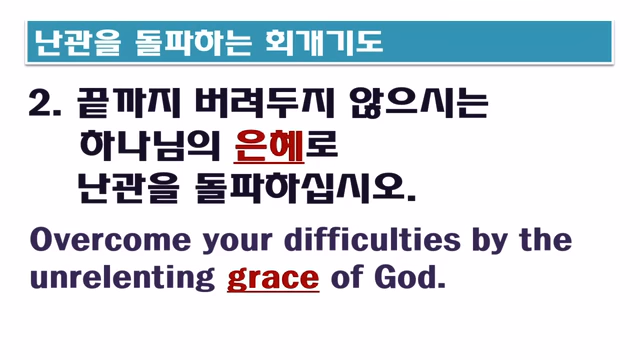 난관을 돌파하는 회개기도
2. 끝까지 버려두지 않으시는
하나님의 은혜로
난관을 돌파하십시오.
Overcome your difficulties by the
unrelenting grace of God.